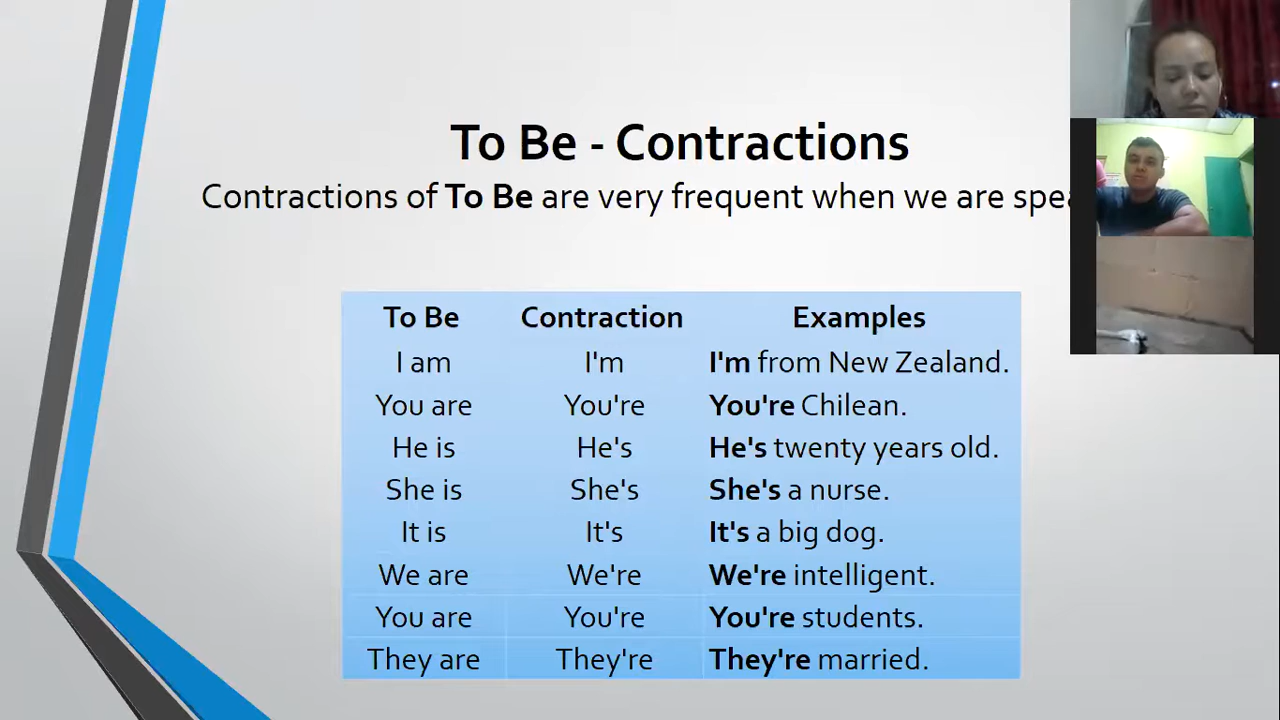 To Be - Contractions
Contractions of To Be are very frequent when we are
To Be Contraction Examples
I am I'm I'm from New Zealand.
You are You're You're Chilean.
He is He's He's twenty years old.
She is She's She's a nurse.
It is It's It's a big dog.
We are We're We're intelligent.
You are You're You're students.
They are They're They're married.